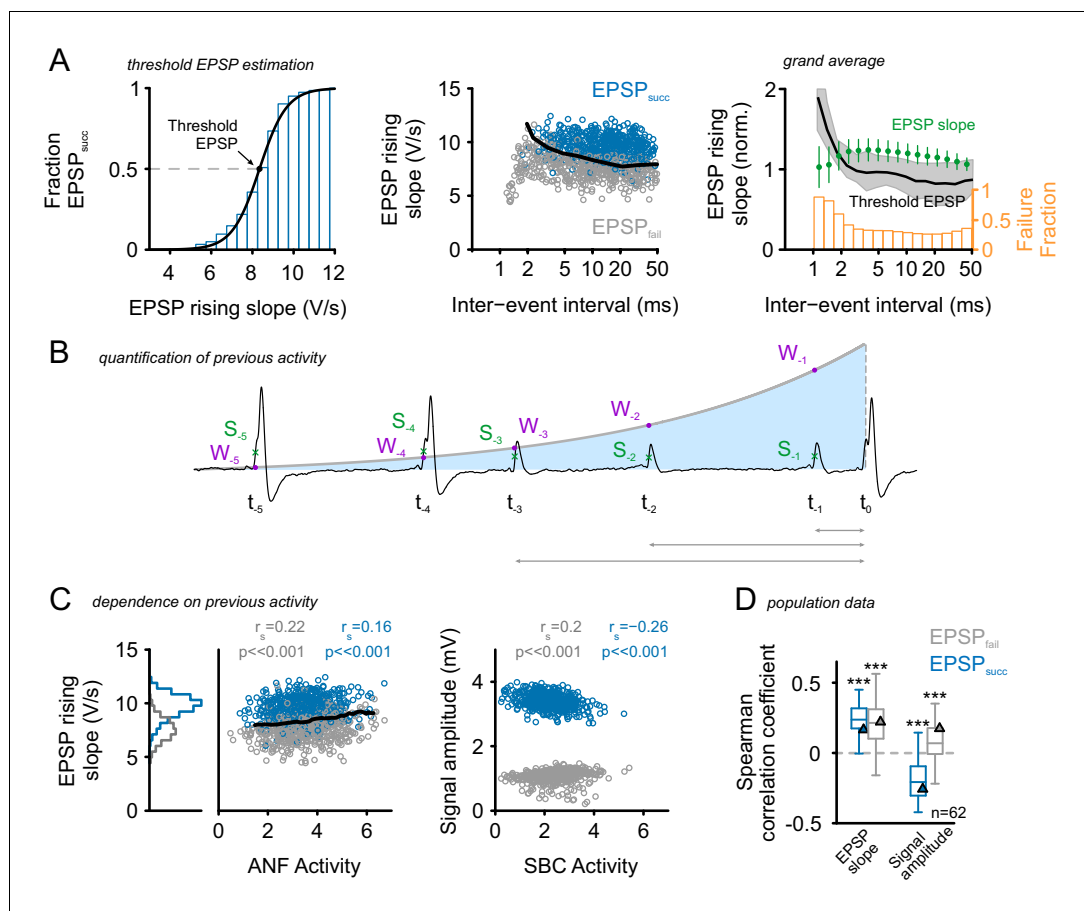 A
threshold EPSP estimation
1
0.5
0
Fraction
EPSPsucc
Threshold
EPSP
4 6 8 10 12
EPSP rising slope (V/s)
15
10
5
0
EPSP rising
slope (V/s)
EPSPsucc
EPSPfail
1 2 5 10 20 50
Inter−event interval (ms)
grand average
2
1
0
EPSP rising
slope (norm.)
EPSP slope
Threshold EPSP
1
0.5
0
Failure
Fraction
1 2 5 10 20 50
Inter−event interval (ms)
B
quantification of previous activity
W-1
W-2
S-5
S-4
S-3
W-3
W-5
W-4
S-2
S-1
t-5 t-4 t-3 t-2 t-1 t0
C
dependence on previous activity
rs=0.22 rs=0.16
p<<0.001 p<<0.001
15
10
5
0
EPSP rising
slope (V/s)
0 2 4 6
ANF Activity
rs=0.2 rs=−0.26
p<<0.001 p<<0.001
4
2
0
Signal amplitude (mV)
0 2 4 6
SBC Activity
D
population data
EPSPfail
EPSPsucc
*** *** *** ***
0.5
0
-0.5
Spearman
correlation coefficient
n=62
EPSP
slope
Signal
amplitude